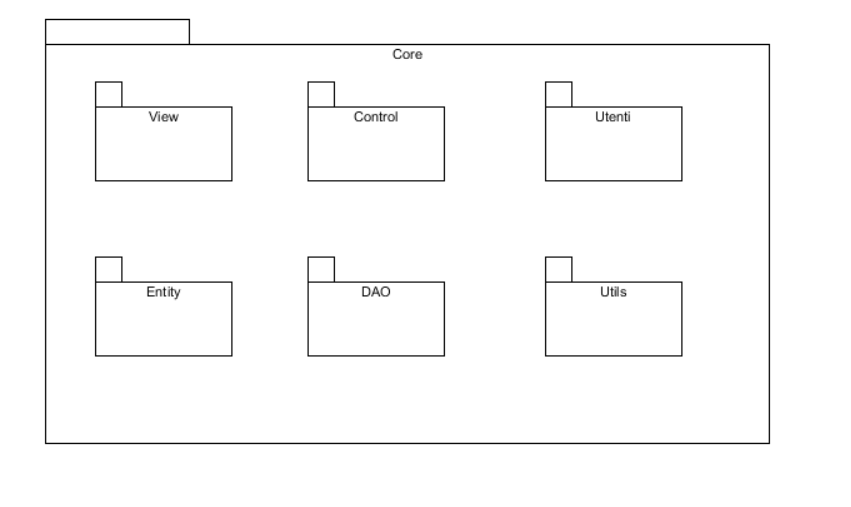 Core
View
Control
Utenti
Entity
DAO
Utils